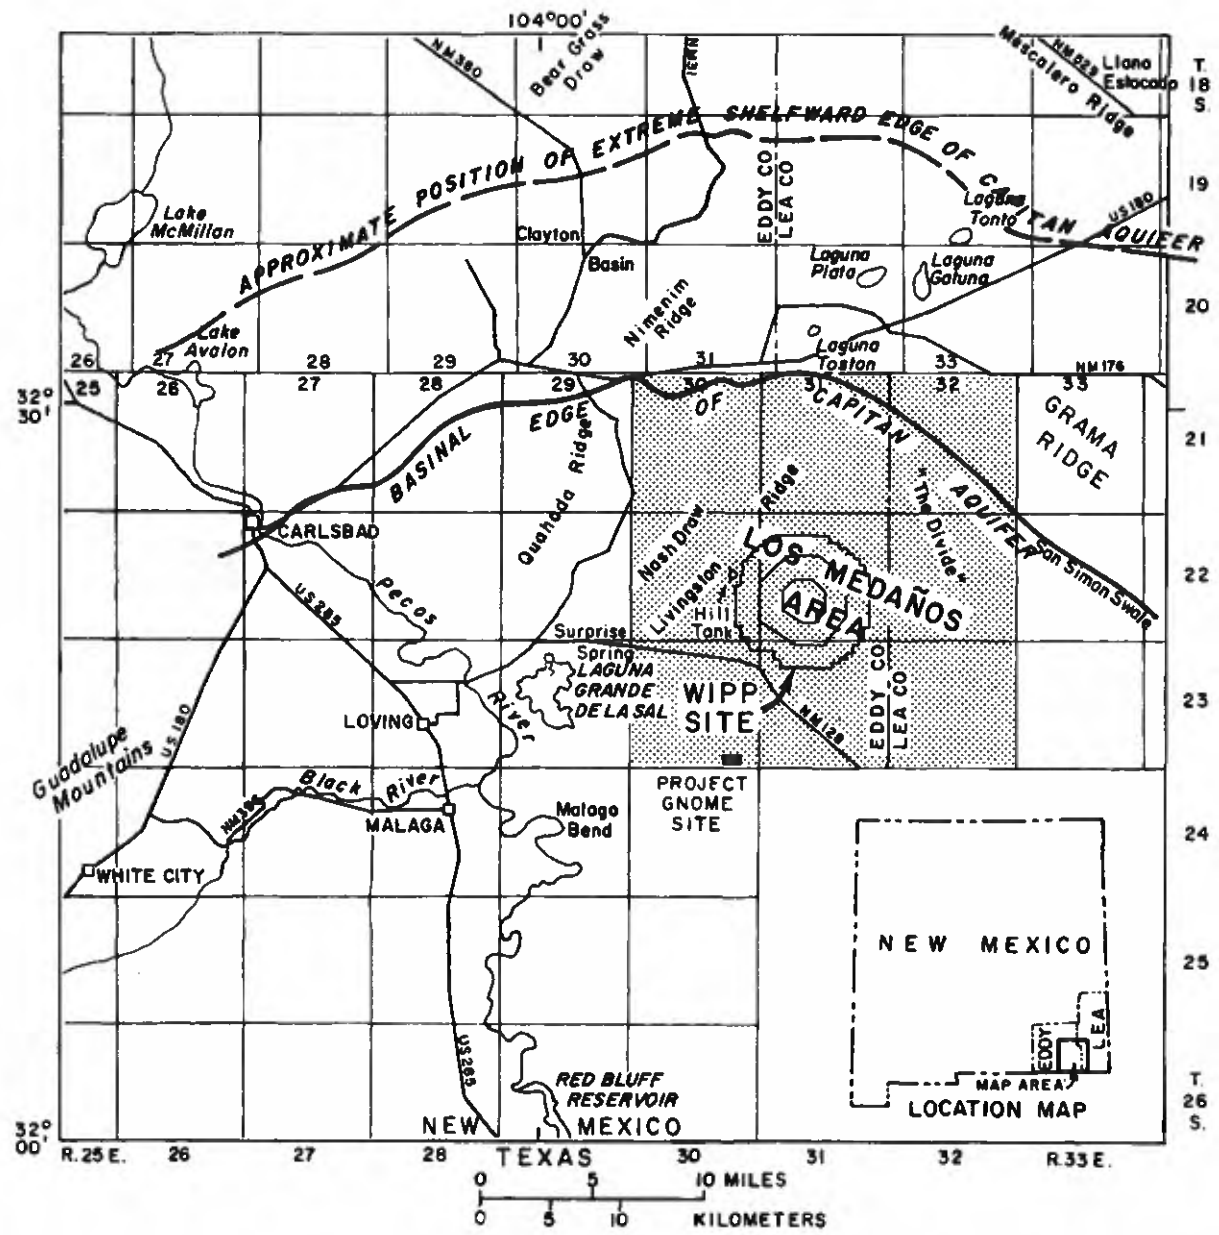 104°00'
NM 360
Bear Grass
Draw
NM 529
Mescalero Ridge
Llana
Estacado
T.
18
S.
APPROXIMATE POSITION OF EXTREME SHELFWARD EDGE OF CAPITAN AQUIFER
EDDY CO
LEA CO
19
Lake
McMillan
Laguna
Tonto
US 180
Clayton
Basin
Laguna
Plata
Laguna
Gatuna
Nimenim
Ridge
20
Lake
Avalon
Laguna
Toston
26
27
28
29
30
31
33
NM 176
25
26
27
28
29
30
31
32
33
32°
30'
BASINAL EDGE OF CAPITAN AQUIFER
GRAMA
RIDGE
21
Quahada Ridge
Nash Draw
Livingston Ridge
"The Divide"
CARLSBAD
LOS MEDAÑOS
AREA
San Simon Swale
22
Pecos
River
US 285
Hill
Tank
Surprise
Spring
LAGUNA
GRANDE
DE LA SAL
WIPP
SITE
EDDY CO
LEA CO
23
LOVING
NM 128
US 180
Guadalupe
Mountains
Black River
PROJECT
GNOME
SITE
MALAGA
Malaga
Bend
24
WHITE CITY
NEW MEXICO
25
EDDY
LEA
MAP AREA
LOCATION MAP
US 285
RED BLUFF
RESERVOIR
T.
26
S.
32°
00'
NEW MEXICO
R. 25 E.
26
27
28
TEXAS
30
31
32
R. 33 E.
0 5 10 MILES
0 5 10 KILOMETERS